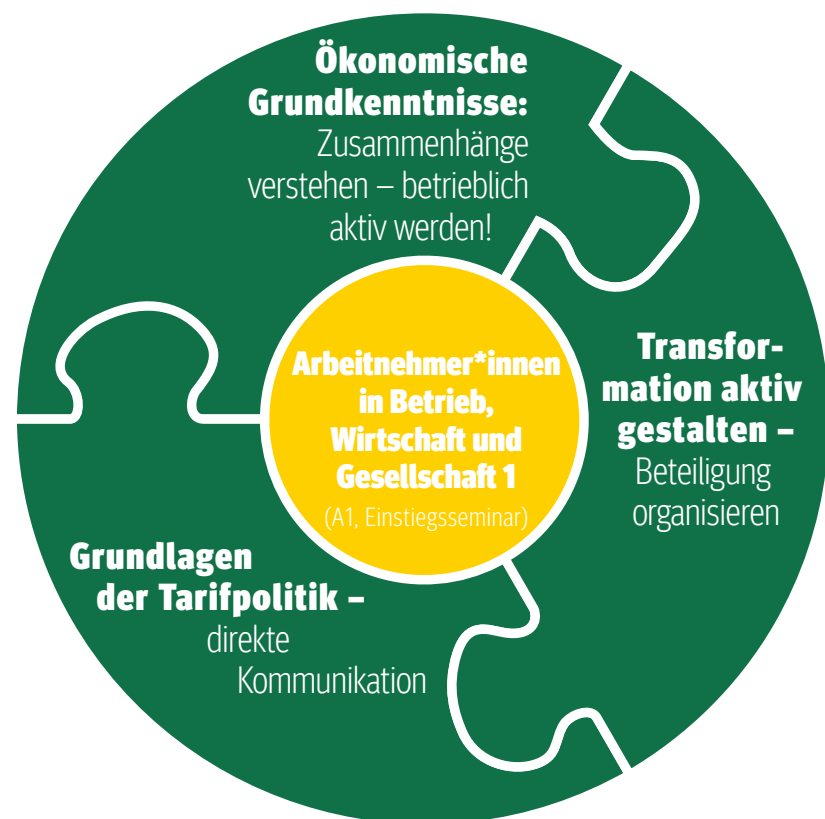 Ökonomische
Grundkenntnisse:
Zusammenhänge
verstehen – betrieblich
aktiv werden!
Transfor-
mation aktiv
gestalten –
Beteiligung
organisieren
Arbeitnehmer*innen
in Betrieb,
Wirtschaft und
Gesellschaft 1
(A1, Einstiegsseminar)
Grundlagen
der Tarifpolitik –
direkte
Kommunikation